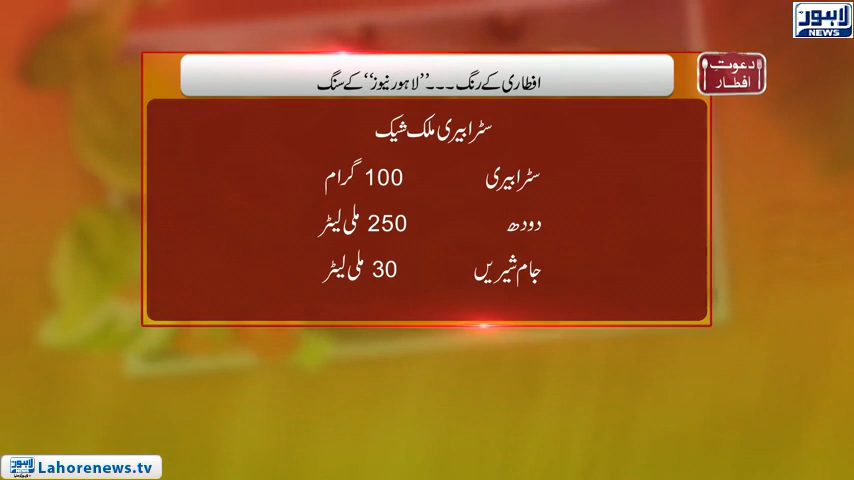 لاہور
NEWS
افطاری کے رنگ ۔۔۔ ’’لاہور نیوز‘‘ کے سنگ
دعوتِ
افطار
سٹرابیری ملک شیک
سٹرابیری 100 گرام
دودھ 250 ملی لیٹر
جام شیریں 30 ملی لیٹر
لاہور Lahorenews.tv